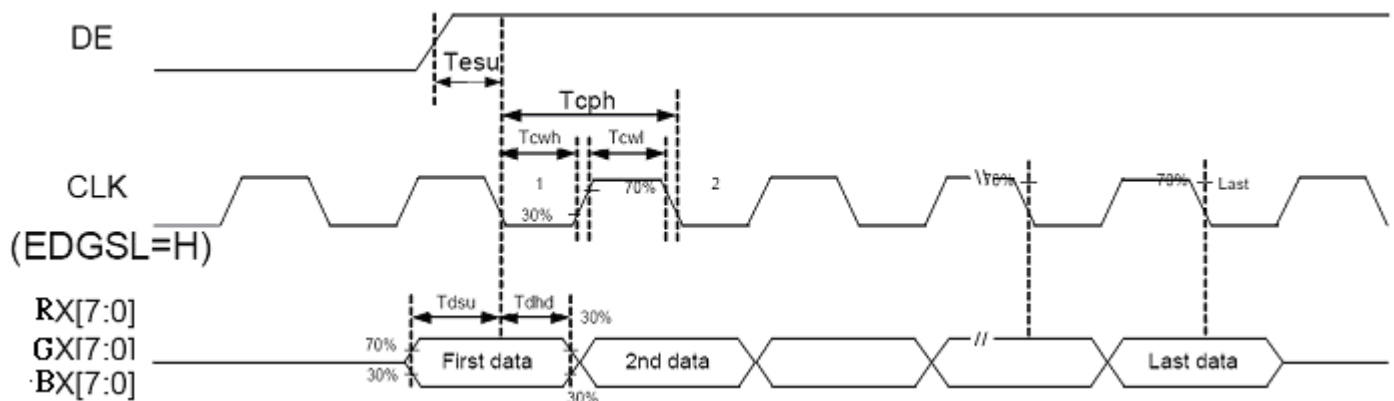 DE
Tesu
Tcph
Tcwh
Tcwl
CLK
1
70%
2
70%
70%
Last
30%
(EDGSL=H)
RX[7:0]
Tdsu
Tdhd
30%
GX[7:0]
70%
First data
2nd data
//
Last data
BX[7:0]
30%
30%